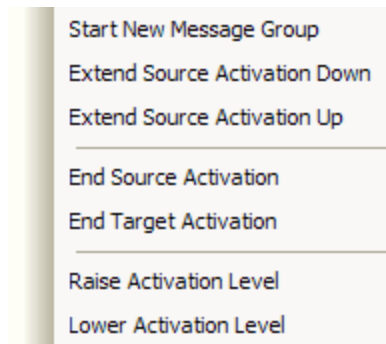 Start New Message Group
Extend Source Activation Down
Extend Source Activation Up
End Source Activation
End Target Activation
Raise Activation Level
Lower Activation Level